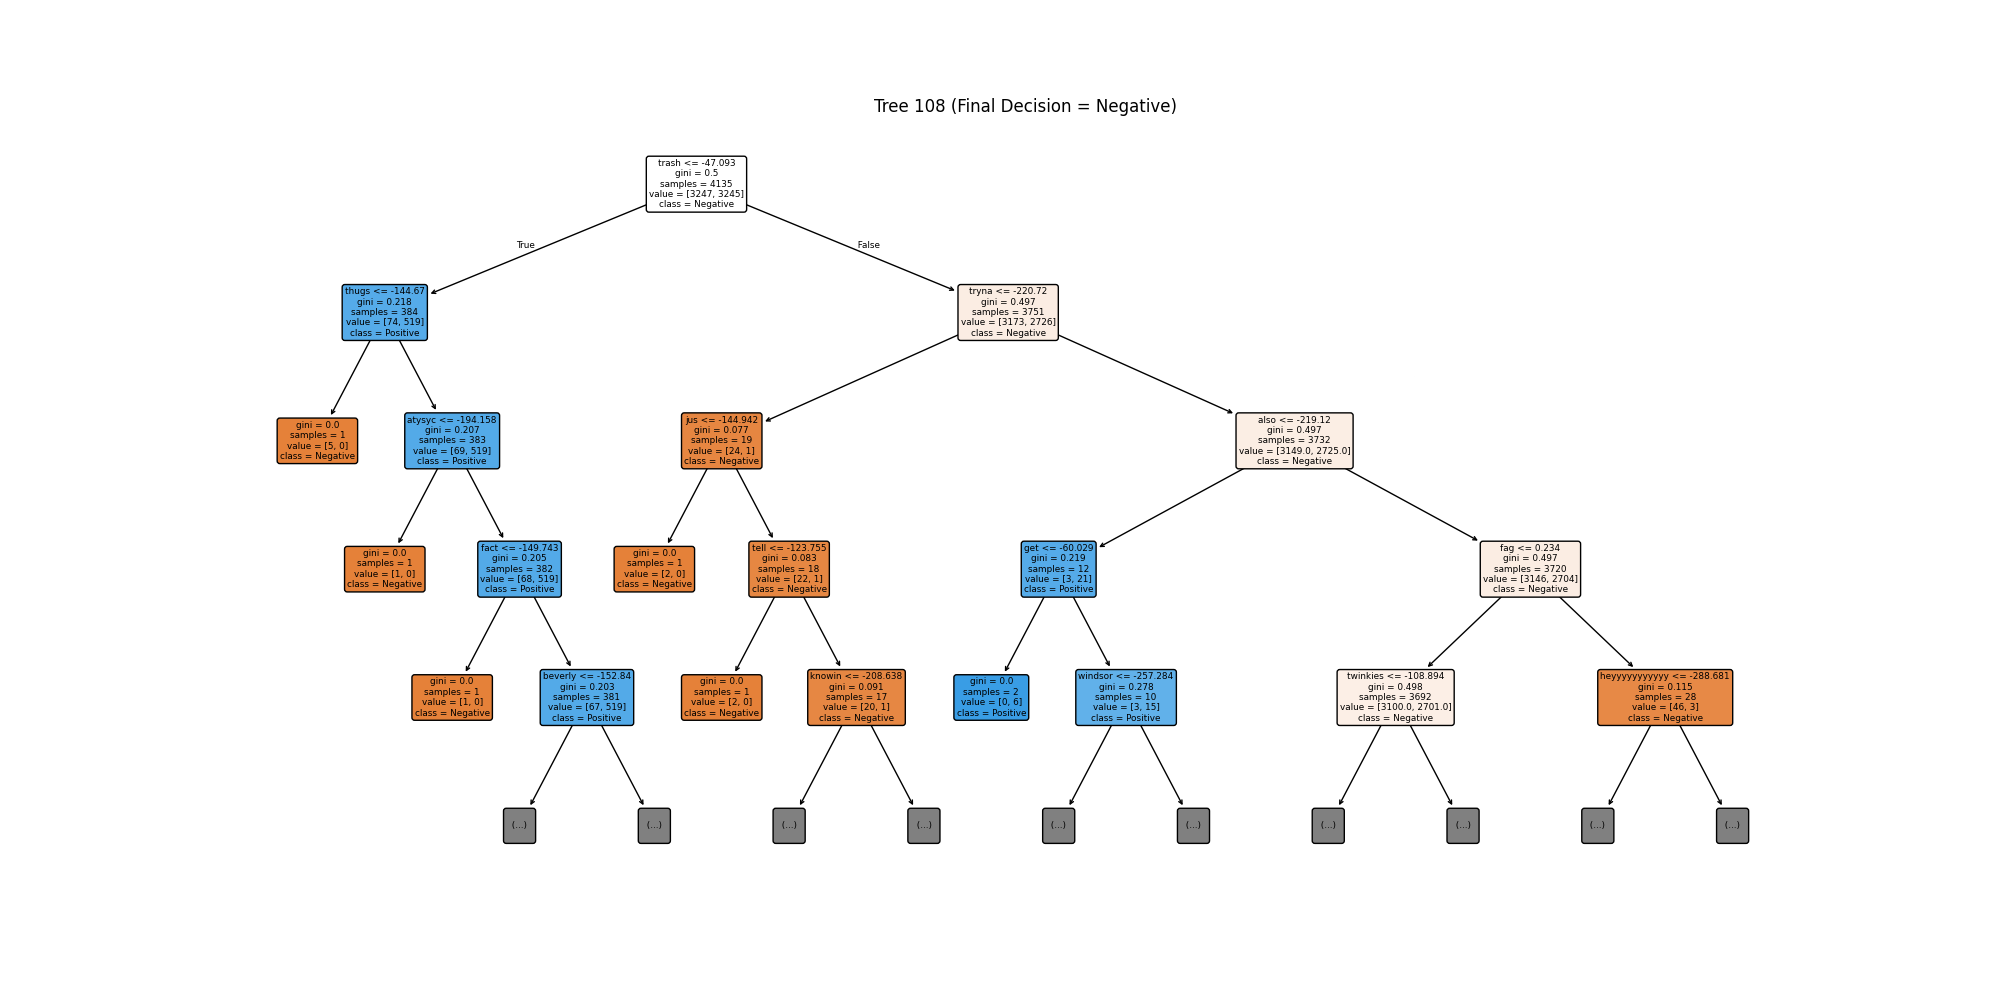 Tree 108 (Final Decision = Negative)
trash <= -47.093
gini = 0.5
samples = 4135
value = [3247, 3245]
class = Negative
True
False
thugs <= -144.67
gini = 0.218
samples = 384
value = [74, 519]
class = Positive
tryna <= -220.72
gini = 0.497
samples = 3751
value = [3173, 2726]
class = Negative
gini = 0.0
samples = 1
value = [5, 0]
class = Negative
atysyc <= -194.158
gini = 0.207
samples = 383
value = [69, 519]
class = Positive
jus <= -144.942
gini = 0.077
samples = 19
value = [24, 1]
class = Negative
also <= -219.12
gini = 0.497
samples = 3732
value = [3149.0, 2725.0]
class = Negative
gini = 0.0
samples = 1
value = [1, 0]
class = Negative
fact <= -149.743
gini = 0.205
samples = 382
value = [68, 519]
class = Positive
gini = 0.0
samples = 1
value = [2, 0]
class = Negative
tell <= -123.755
gini = 0.083
samples = 18
value = [22, 1]
class = Negative
get <= -60.029
gini = 0.219
samples = 12
value = [3, 21]
class = Positive
fag <= 0.234
gini = 0.497
samples = 3720
value = [3146, 2704]
class = Negative
gini = 0.0
samples = 1
value = [1, 0]
class = Negative
beverly <= -152.84
gini = 0.203
samples = 381
value = [67, 519]
class = Positive
gini = 0.0
samples = 1
value = [2, 0]
class = Negative
knowin <= -208.638
gini = 0.091
samples = 17
value = [20, 1]
class = Negative
gini = 0.0
samples = 2
value = [0, 6]
class = Positive
windsor <= -257.284
gini = 0.278
samples = 10
value = [3, 15]
class = Positive
twinkies <= -108.894
gini = 0.498
samples = 3692
value = [3100.0, 2701.0]
class = Negative
heyyyyyyyyyyy <= -288.681
gini = 0.115
samples = 28
value = [46, 3]
class = Negative
(...)
(...)
(...)
(...)
(...)
(...)
(...)
(...)
(...)
(...)